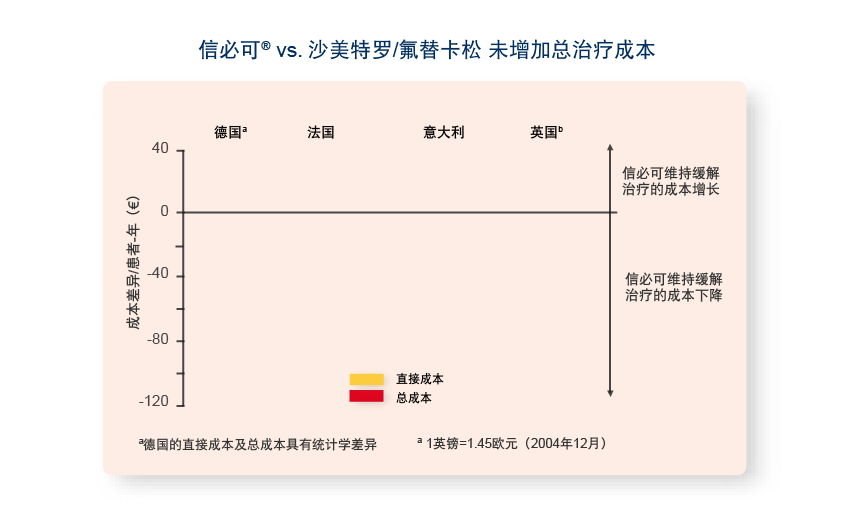 信必可® vs. 沙美特罗/氟替卡松 未增加总治疗成本
德国ª 法国 意大利 英国ᵇ
40
0
-40
-80
-120
成本差异/患者-年（€）
信必可维持缓解
治疗的成本增长
信必可维持缓解
治疗的成本下降
直接成本
总成本
ª德国的直接成本及总成本具有统计学差异 ª 1英镑=1.45欧元（2004年12月）